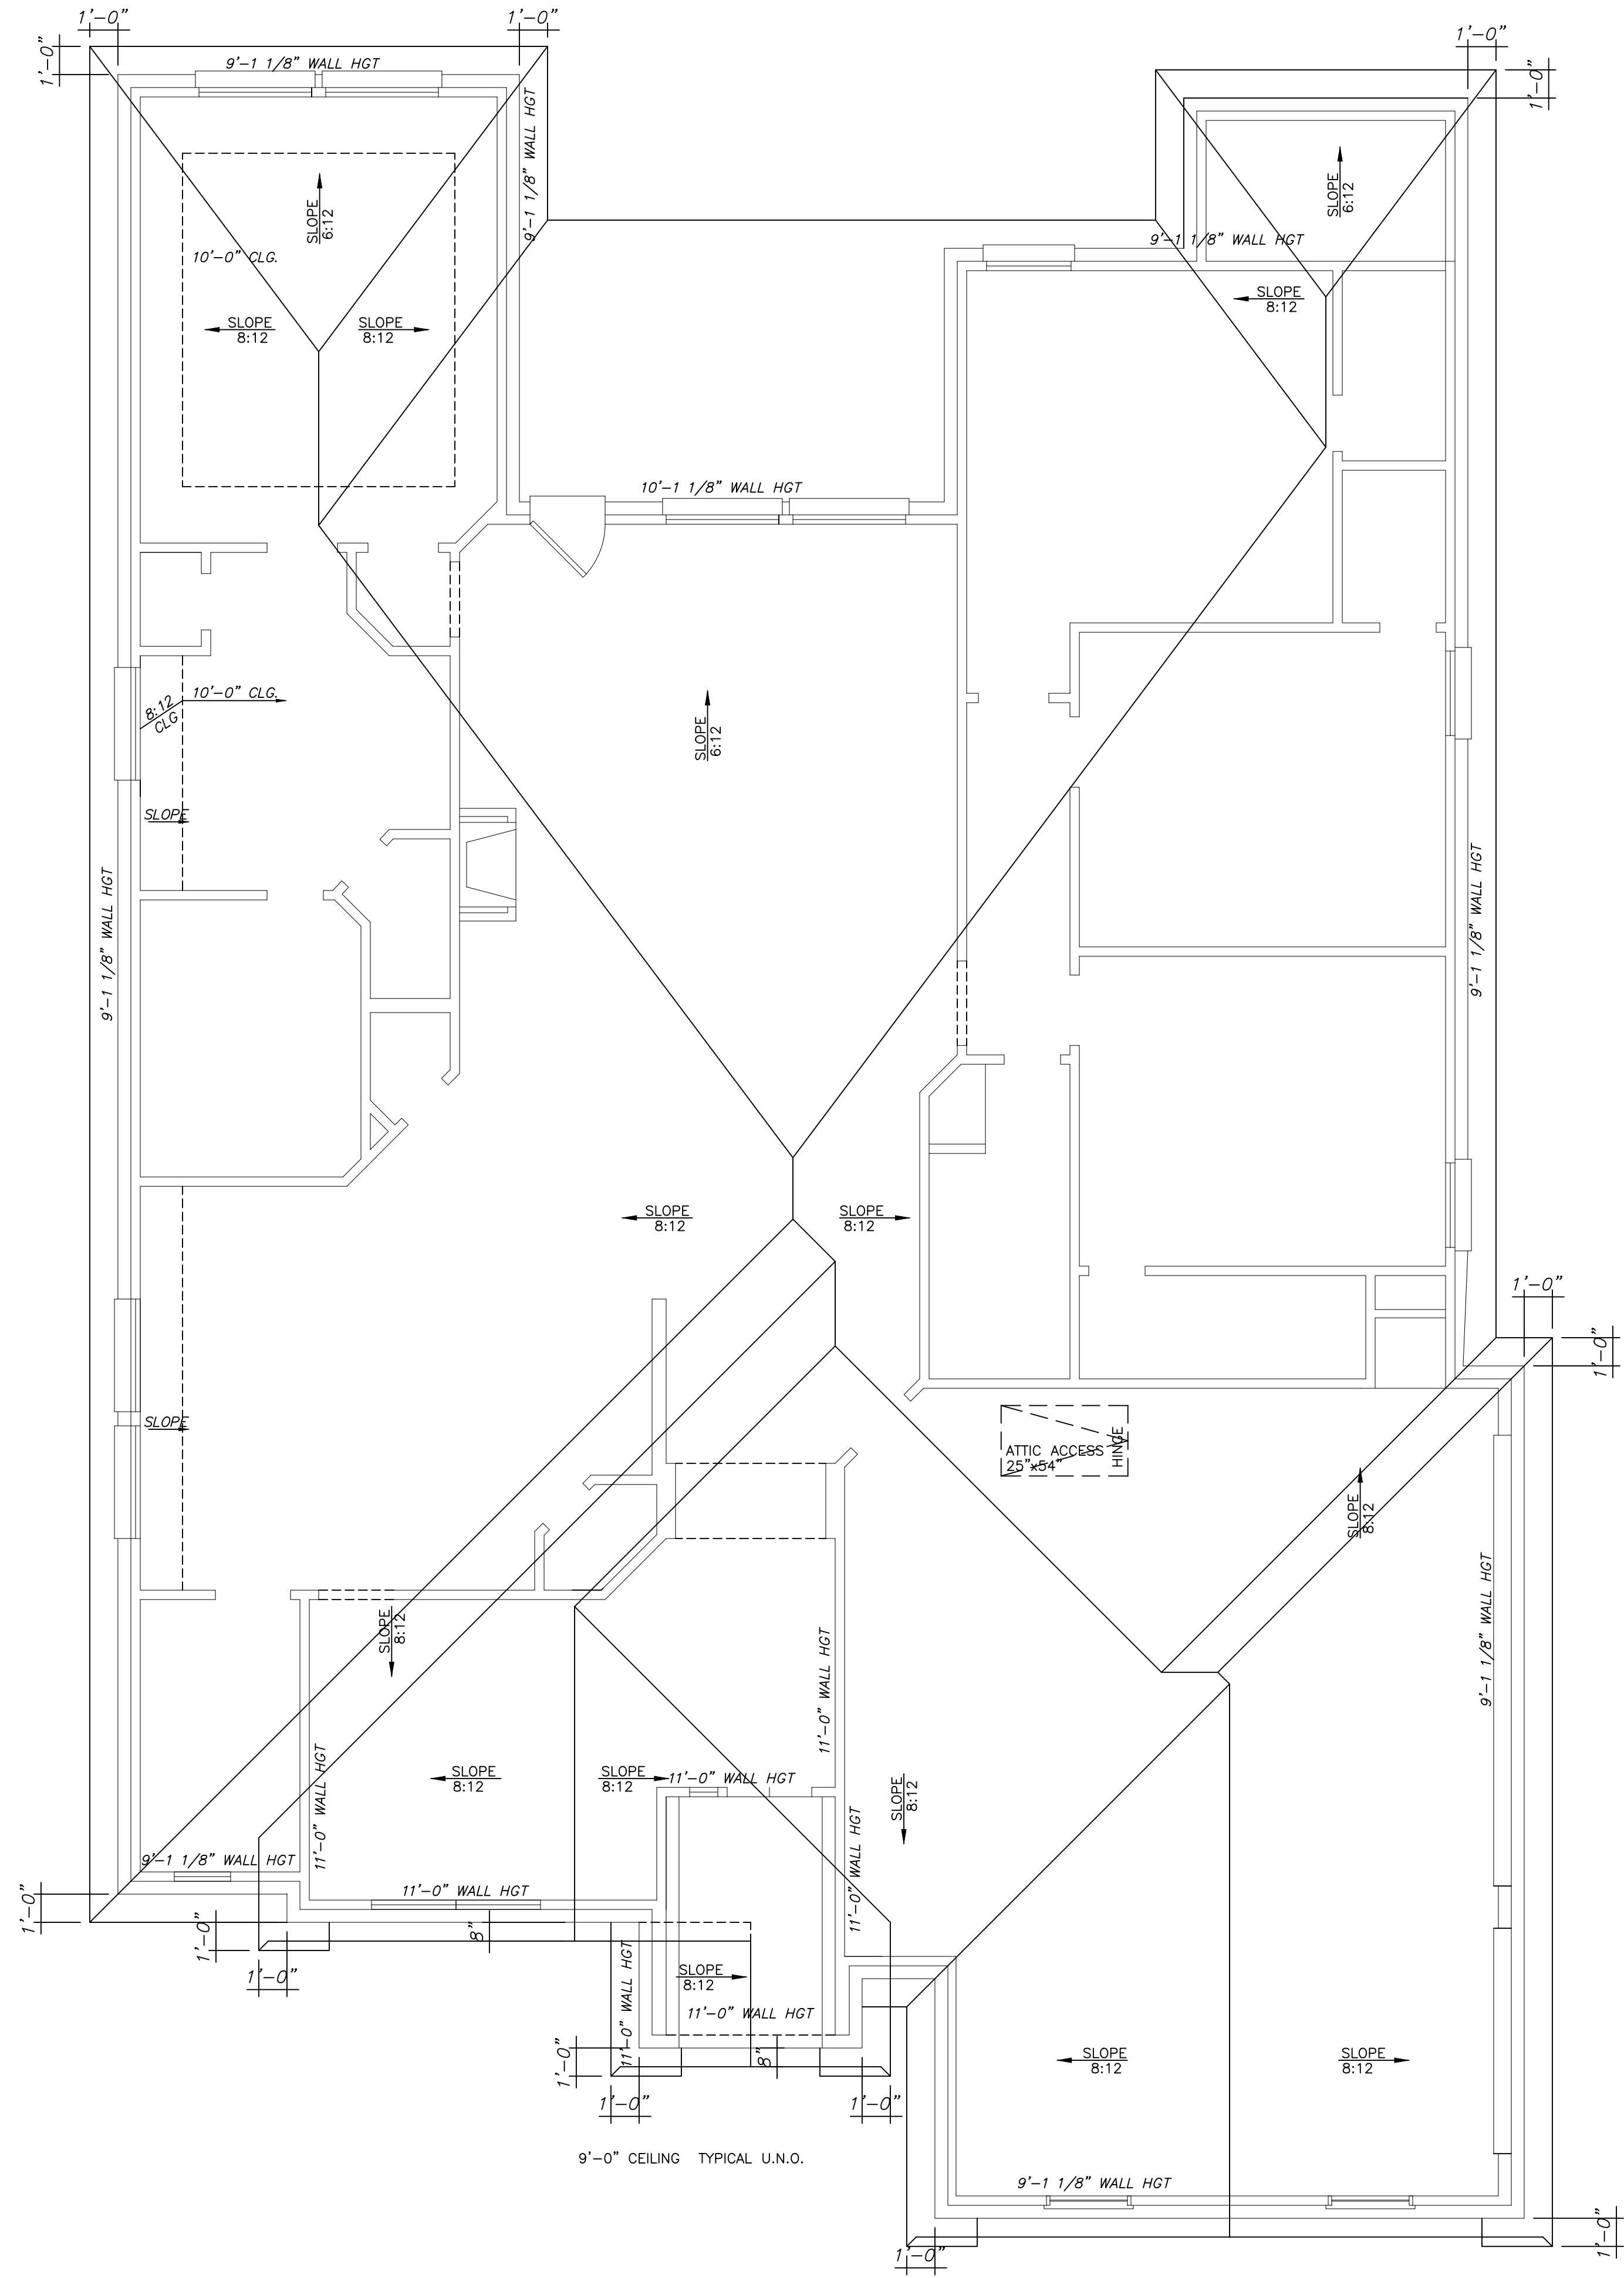 1'-0"
1'-0"
1'-0"
1'-0"
9'-1 1/8" WALL HGT
1'-0"
9'-1 1/8" WALL HGT
SLOPE
6:12
SLOPE
6:12
10'-0" CLG.
9'-1 1/8" WALL HGT
SLOPE
8:12
SLOPE
8:12
SLOPE
8:12
10'-1 1/8" WALL HGT
10'-0" CLG.
8:12
CLG
SLOPE
6:12
SLOPE
9'-1 1/8" WALL HGT
9'-1 1/8" WALL HGT
SLOPE
8:12
SLOPE
8:12
1'-0"
1'-0"
SLOPE
ATTIC ACCESS
25"x54"
HINGE
SLOPE
8:12
SLOPE
8:12
9'-1 1/8" WALL HGT
11'-0" WALL HGT
SLOPE
8:12
SLOPE
8:12
11'-0" WALL HGT
11'-0" WALL HGT
SLOPE
8:12
9'-1 1/8" WALL HGT
11'-0" WALL HGT
11'-0" WALL HGT
1'-0"
1'-0"
8"
1'-0"
11'-0" WALL HGT
SLOPE
8:12
11'-0" WALL HGT
1'-0"
8"
SLOPE
8:12
SLOPE
8:12
1'-0"
1'-0"
9'-0" CEILING TYPICAL U.N.O.
9'-1 1/8" WALL HGT
1'-0"
1'-0"